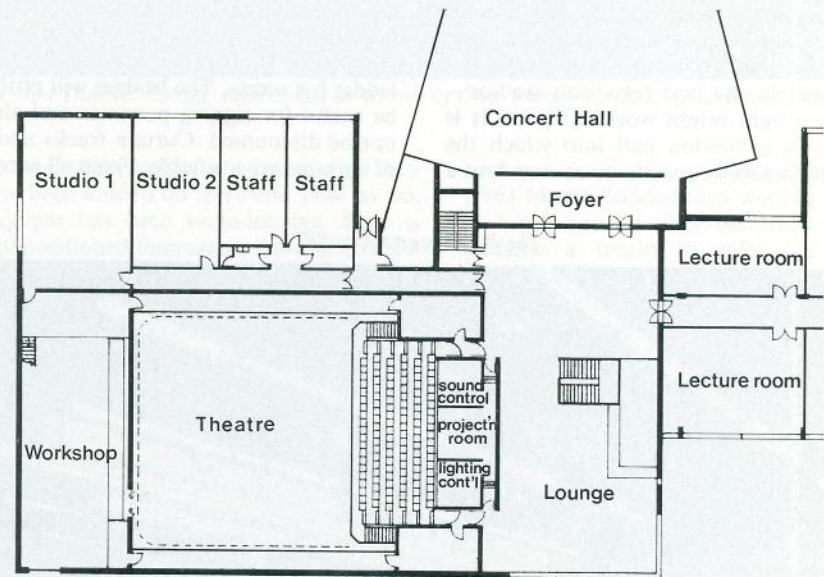 Concert Hall
Studio 1
Studio 2
Staff
Staff
Foyer
Lecture room
Lecture room
Theatre
Workshop
sound
control
project'n
room
lighting
cont'l
Lounge